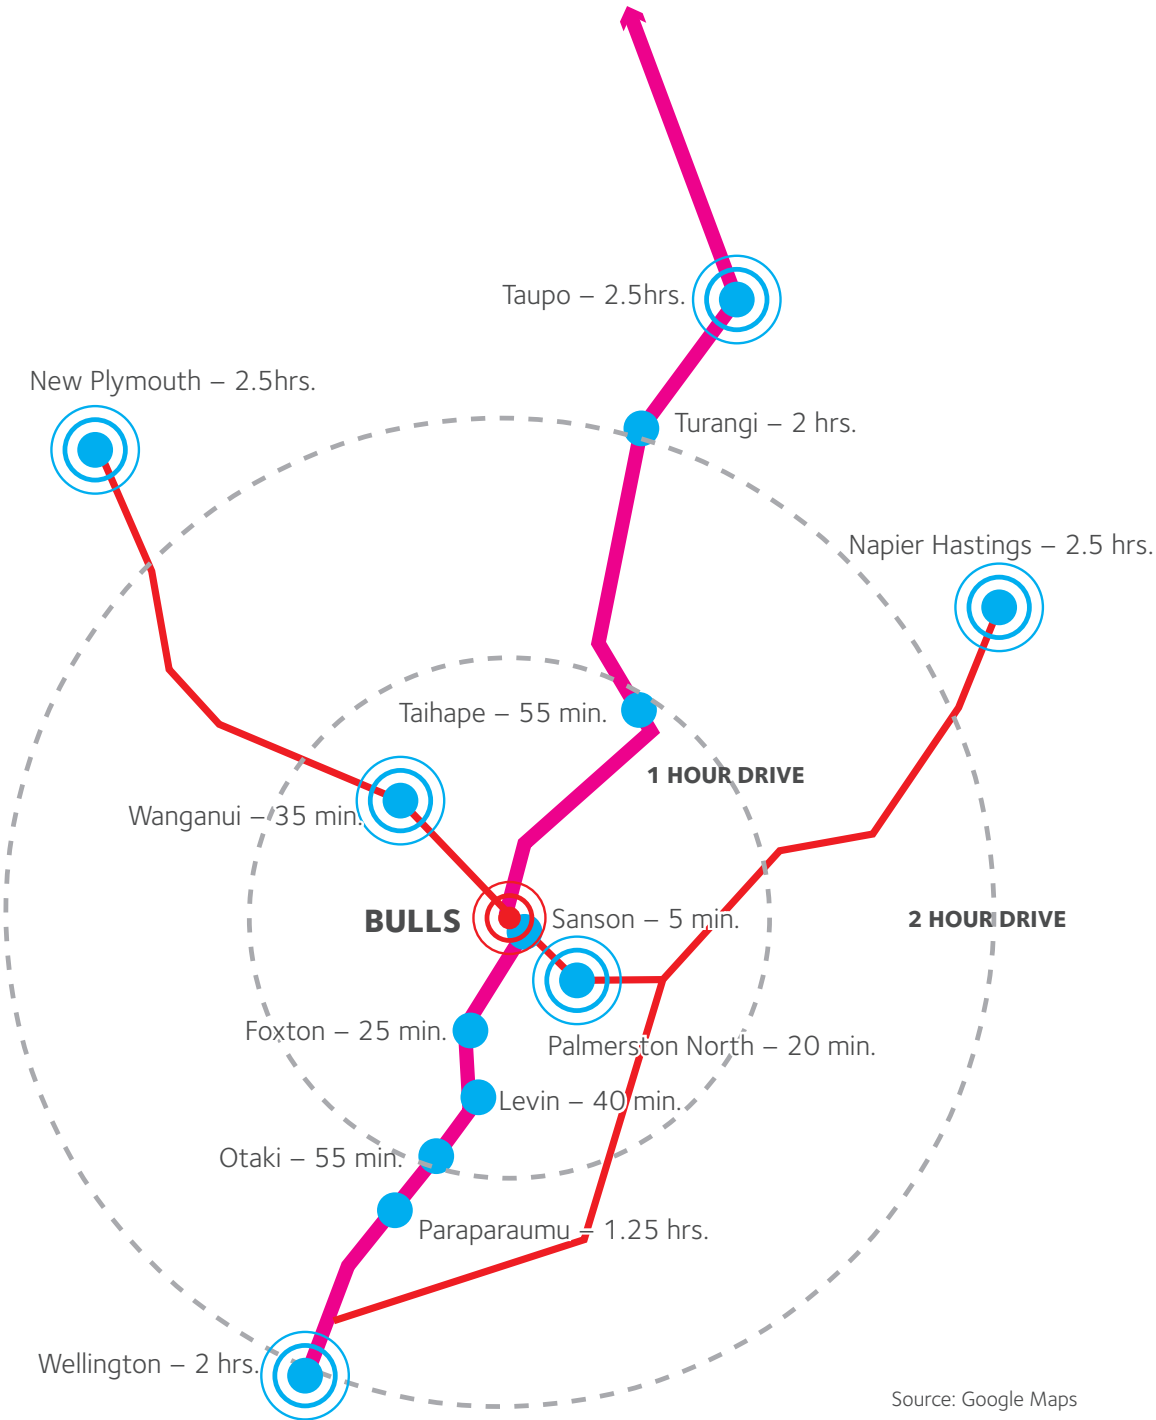 Taupo – 2.5hrs.
New Plymouth – 2.5hrs.
Turangi – 2 hrs.
Napier Hastings – 2.5 hrs.
Taihape – 55 min.
1 HOUR DRIVE
Wanganui – 35 min.
BULLS
Sanson – 5 min.
2 HOUR DRIVE
Foxton – 25 min.
Palmerston North – 20 min.
Levin – 40 min.
Otaki – 55 min.
Paraparaumu – 1.25 hrs.
Wellington – 2 hrs.
Source: Google Maps